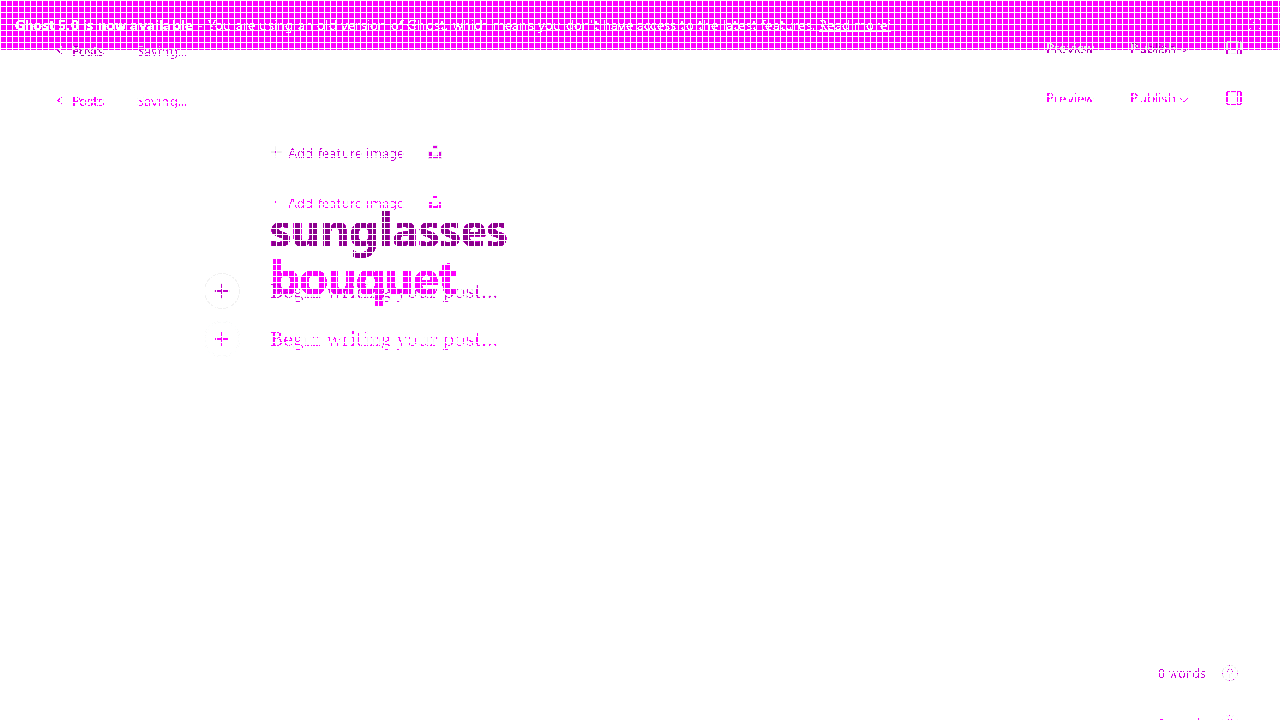 Ghost 5.0 is now available - You are using an old version of Ghost, which means you don't have access to the latest features. Read more!
Posts Saving... Preview Publish
Posts Saving... Preview Publish
Add feature image
Add feature image
sunglasses
bouquet
Begin writing your post...
Begin writing your post...
0 words